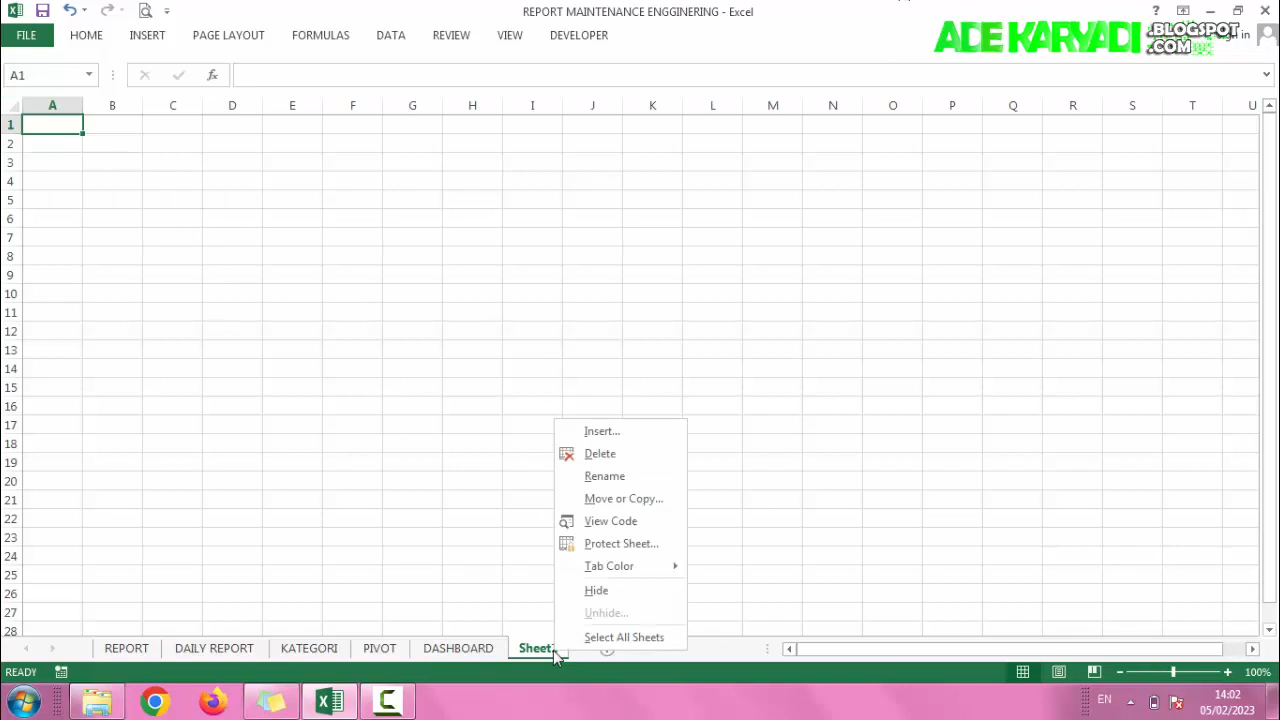 REPORT MAINTENANCE ENGGINERING - Excel
?
FILE HOME INSERT PAGE LAYOUT FORMULAS DATA REVIEW VIEW DEVELOPER
ADE KARYADI .BLOGSPOT
.COM
in
A1 fx
A B C D E F G H I J K L M N O P Q R S T U
1
2
3
4
5
6
7
8
9
10
11
12
13
14
15
16
17
18
19
20
21
22
23
24
25
26
27
28
Insert...
Delete
Rename
Move or Copy...
View Code
Protect Sheet...
Tab Color
Hide
Unhide...
Select All Sheets
REPORT DAILY REPORT KATEGORI PIVOT DASHBOARD
READY 100%
EN 14:02
05/02/2023